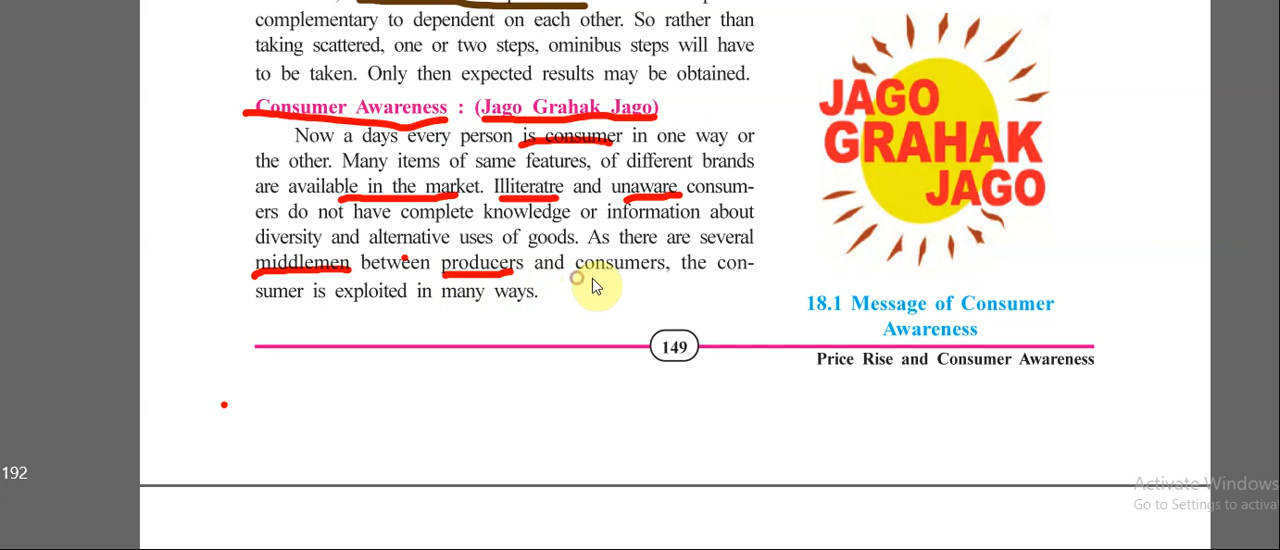 complementary to dependent on each other. So rather than
taking scattered, one or two steps, ominibus steps will have
to be taken. Only then expected results may be obtained.
Consumer Awareness : (Jago Grahak Jago)
Now a days every person is consumer in one way or
the other. Many items of same features, of different brands
are available in the market. Illiteratre and unaware consum-
ers do not have complete knowledge or information about
diversity and alternative uses of goods. As there are several
middlemen between producers and consumers, the con-
sumer is exploited in many ways.
JAGO
GRAHAK
JAGO
18.1 Message of Consumer
Awareness
149
Price Rise and Consumer Awareness
192
Activate Windows
Go to Settings to activa